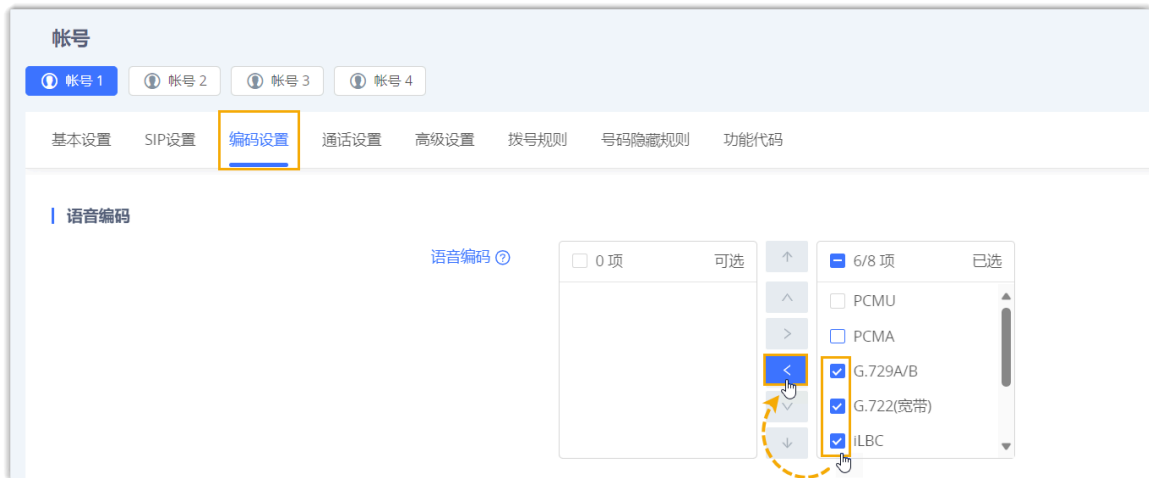 帐号
帐号 1 帐号 2 帐号 3 帐号 4
基本设置 SIP设置 编码设置 通话设置 高级设置 拨号规则 号码隐藏规则 功能代码
语音编码
语音编码 0 项 可选 6/8 项 已选
PCMU
PCMA
G.729A/B
G.722(宽带)
iLBC